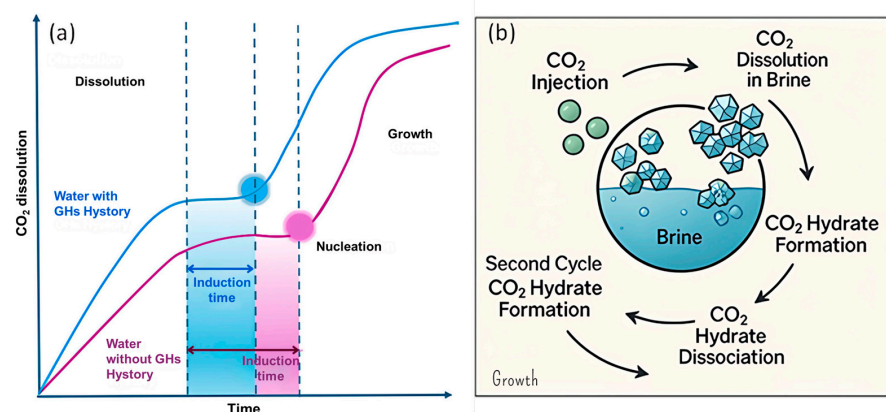 (a)
Dissolution
CO₂ dissolution
Growth
Water with
GHs Hystory
Nucleation
Induction
time
Water
without GHs
Hystory
Induction
time
Time
(b)
CO₂
Injection
CO₂
Dissolution
in Brine
Brine
CO₂ Hydrate
Formation
Second Cycle
CO₂ Hydrate
Formation
CO₂
Hydrate
Dissociation
Growth